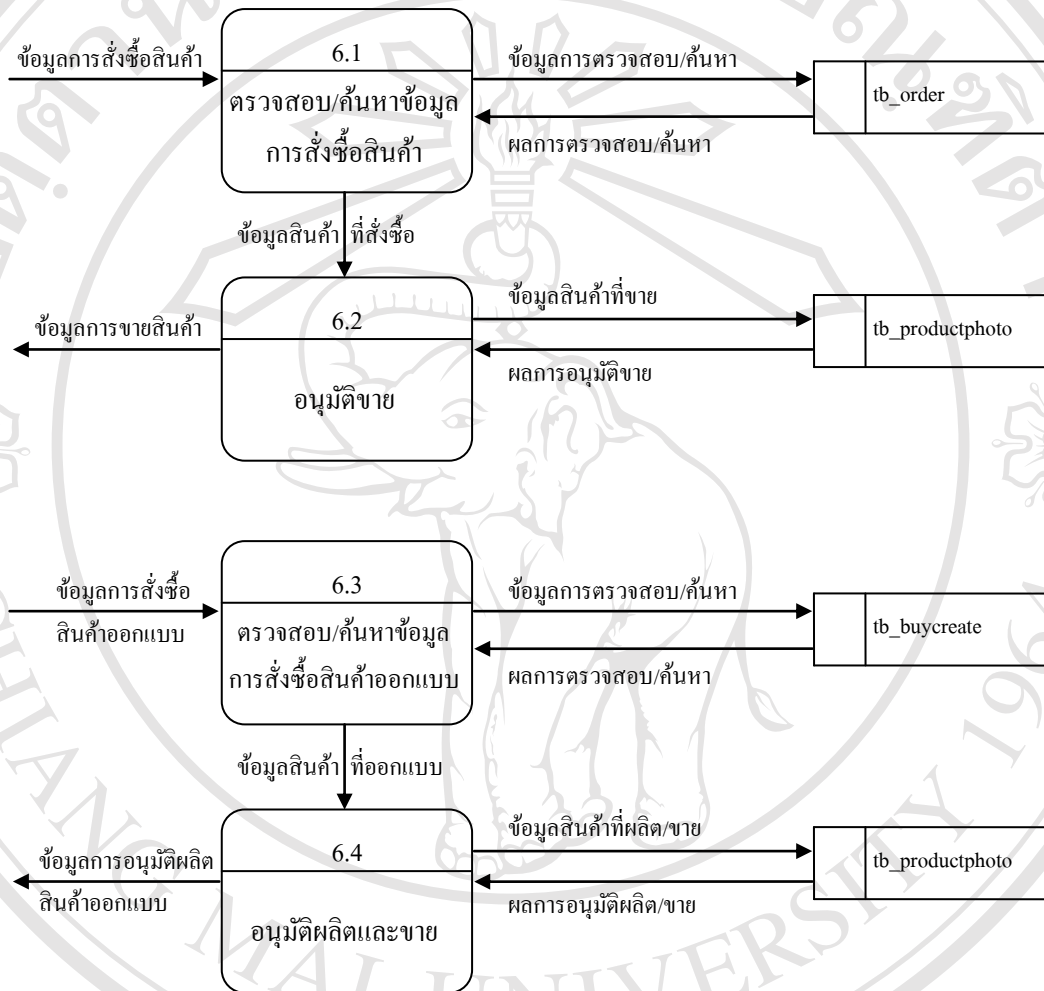 ข้อมูลการสั่งซื้อสินค้า
6.1
ตรวจสอบ/ค้นหาข้อมูล
การสั่งซื้อสินค้า
ข้อมูลการตรวจสอบ/ค้นหา
ผลการตรวจสอบ/ค้นหา
tb_order
ข้อมูลสินค้า ที่สั่งซื้อ
ข้อมูลการขายสินค้า
6.2
อนุมัติขาย
ข้อมูลสินค้าที่ขาย
ผลการอนุมัติขาย
tb_productphoto
ข้อมูลการสั่งซื้อ
สินค้าออกแบบ
6.3
ตรวจสอบ/ค้นหาข้อมูล
การสั่งซื้อสินค้าออกแบบ
ข้อมูลการตรวจสอบ/ค้นหา
ผลการตรวจสอบ/ค้นหา
tb_buycreate
ข้อมูลสินค้า ที่ออกแบบ
ข้อมูลการอนุมัติผลิต
สินค้าออกแบบ
6.4
อนุมัติผลิตและขาย
ข้อมูลสินค้าที่ผลิต/ขาย
ผลการอนุมัติผลิต/ขาย
tb_productphoto
CHIANG MAI UNIVERSITY 1964